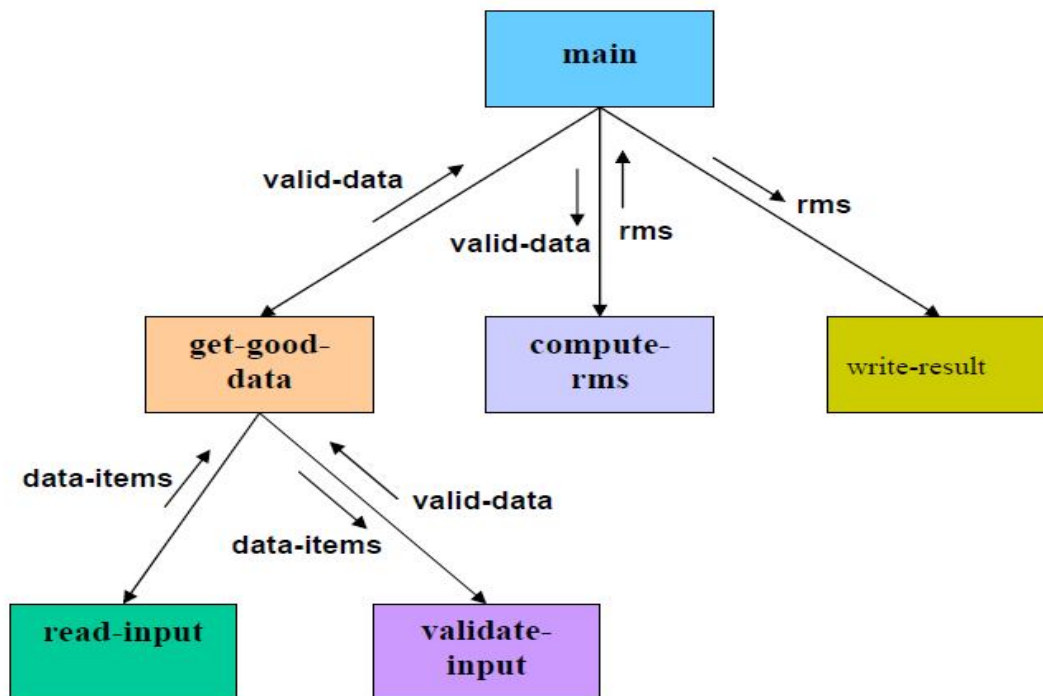 main
valid-data
valid-data
rms
rms
get-good-
data
compute-
rms
write-result
data-items
data-items
valid-data
read-input
validate-
input